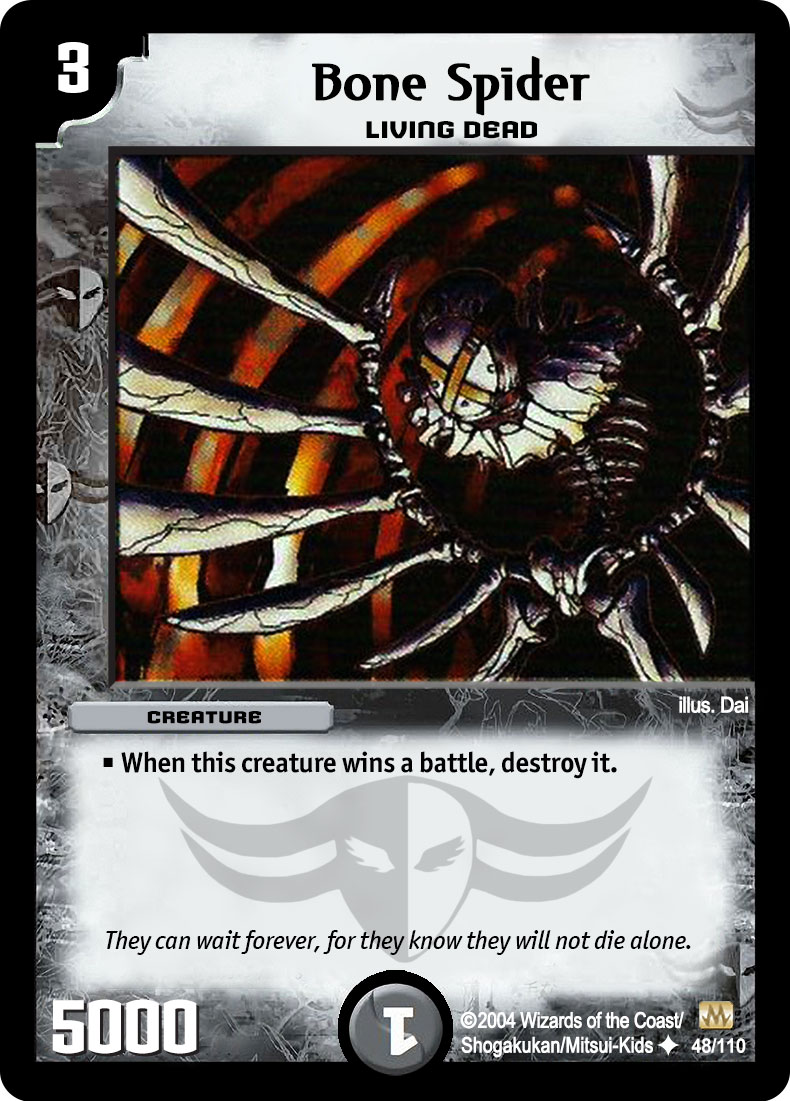 3
Bone Spider
LIVING DEAD
illus. Dai
CREATURE
▪ When this creature wins a battle, destroy it.
They can wait forever, for they know they will not die alone.
5000
1
©2004 Wizards of the Coast/
Shogakukan/Mitsui-Kids ✦ 48/110